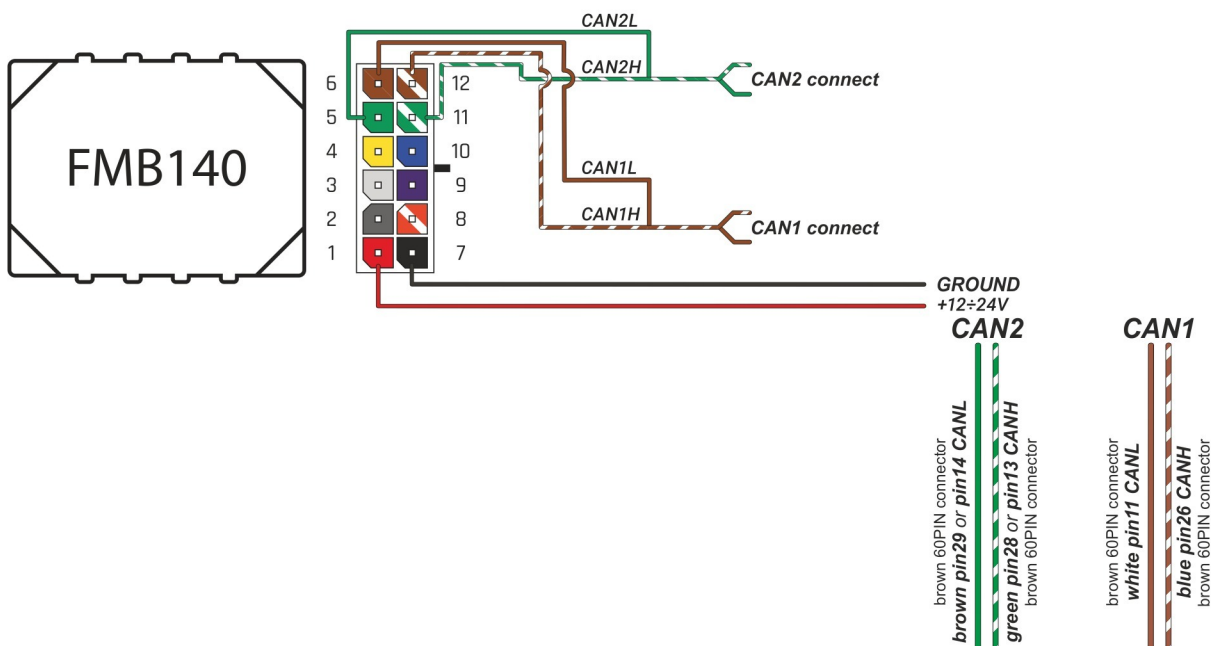 CAN2L
FMB140
6
12
CAN2H
CAN2 connect
5
11
4
10
3
9
CAN1L
2
8
CAN1H
CAN1 connect
1
7
GROUND
+12÷24V
CAN2
CAN1
brown 60PIN connector
brown pin29 or pin14 CANL
green pin28 or pin13 CANH
brown 60PIN connector
brown 60PIN connector
white pin11 CANL
blue pin26 CANH
brown 60PIN connector